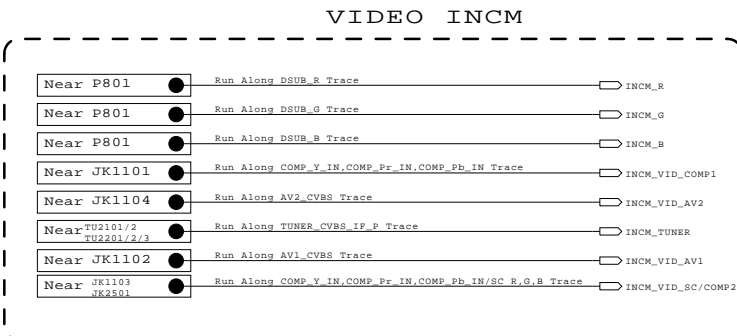 VIDEO INCM
Near P801 Run Along DSUB_R Trace INCM_R
Near P801 Run Along DSUB_G Trace INCM_G
Near P801 Run Along DSUB_B Trace INCM_B
Near JK1101 Run Along COMP_Y_IN,COMP_Pr_IN,COMP_Pb_IN Trace INCM_VID_COMP1
Near JK1104 Run Along AV2_CVBS Trace INCM_VID_AV2
Near TU2101/2 Run Along TUNER_CVBS_IF_P Trace INCM_TUNER
TU2201/2/3
Near JK1102 Run Along AV1_CVBS Trace INCM_VID_AV1
Near JK1103 Run Along COMP_Y_IN,COMP_Pr_IN,COMP_Pb_IN/SC R,G,B Trace INCM_VID_SC/COMP2
JK2501